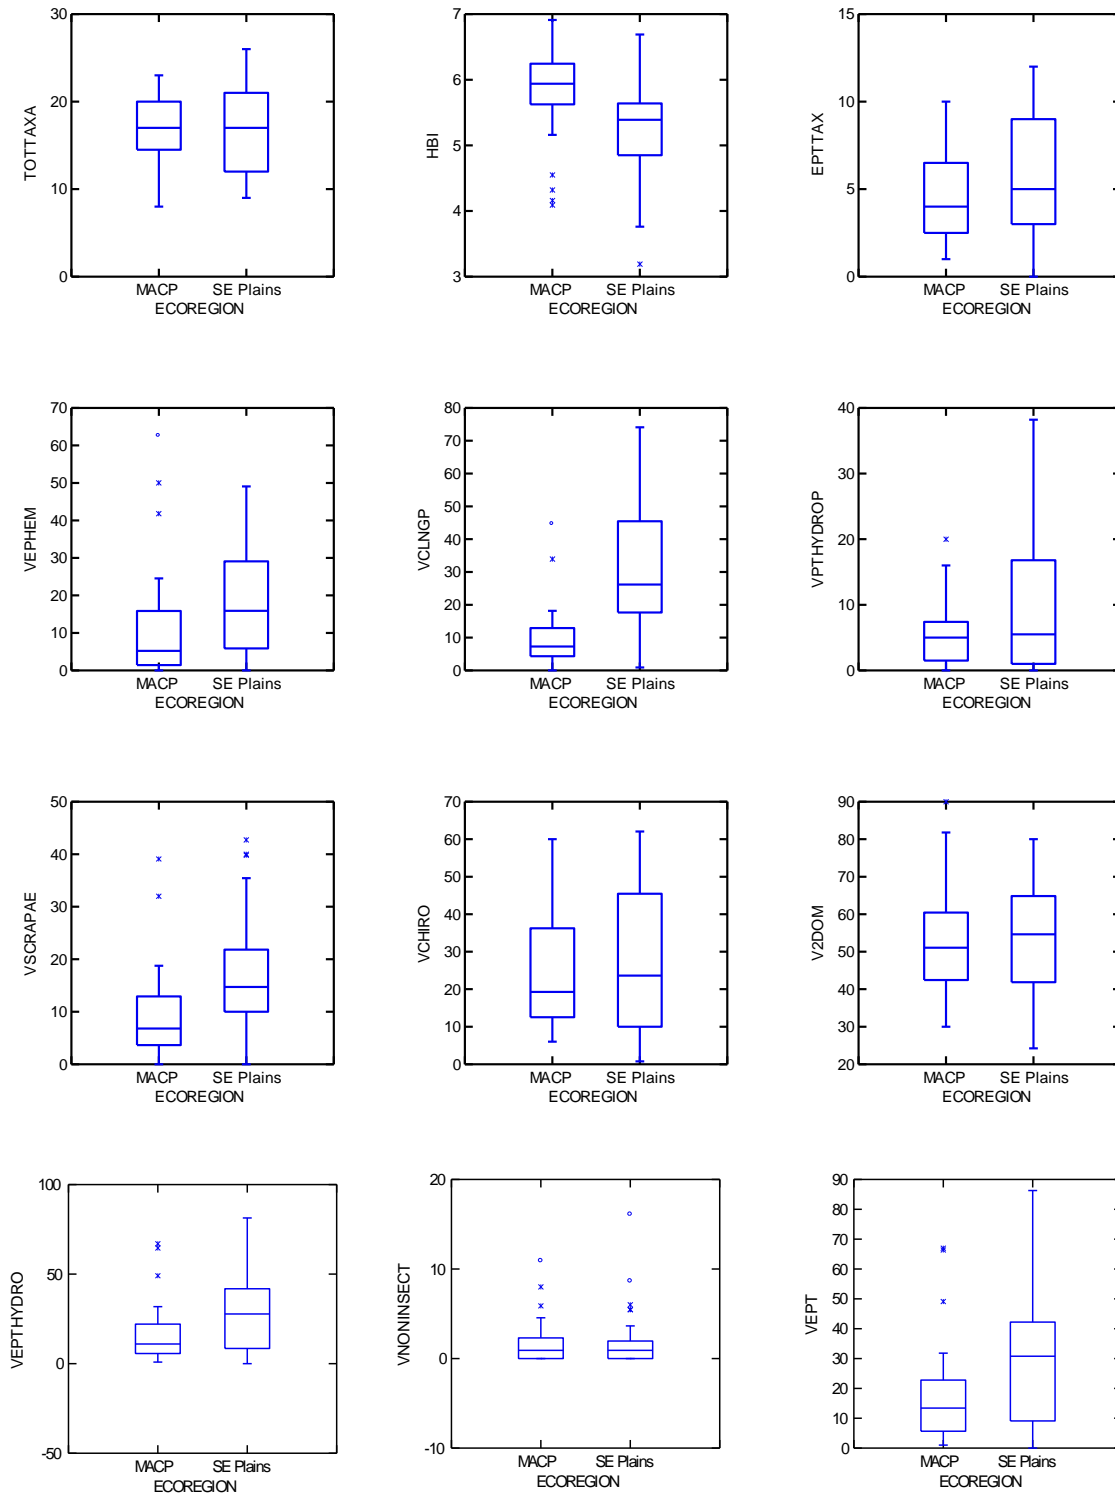 TOTTAXA
30
20
10
0
MACP SE Plains
ECOREGION
HBI
7
6
5
4
3
MACP SE Plains
ECOREGION
EPTTAX
15
10
5
0
MACP SE Plains
ECOREGION
VEPHEM
70
60
50
40
30
20
10
0
MACP SE Plains
ECOREGION
VCLNGP
80
70
60
50
40
30
20
10
0
MACP SE Plains
ECOREGION
VPTHYDROP
40
30
20
10
0
MACP SE Plains
ECOREGION
VSCRAPAE
50
40
30
20
10
0
MACP SE Plains
ECOREGION
VCHIRO
70
60
50
40
30
20
10
0
MACP SE Plains
ECOREGION
V2DOM
90
80
70
60
50
40
30
20
MACP SE Plains
ECOREGION
VEPTHYDRO
100
50
0
-50
MACP SE Plains
ECOREGION
VNONINSECT
20
10
0
-10
MACP SE Plains
ECOREGION
VEPT
90
80
70
60
50
40
30
20
10
0
MACP SE Plains
ECOREGION